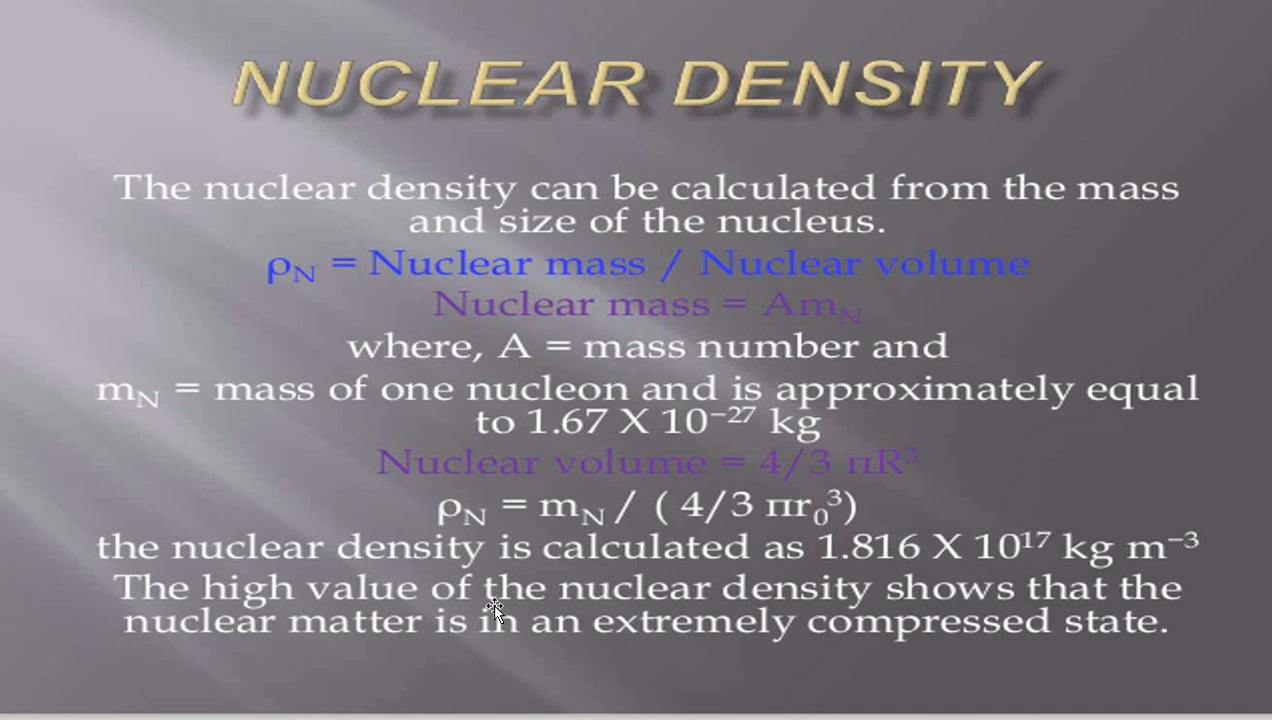 NUCLEAR DENSITY
The nuclear density can be calculated from the mass
and size of the nucleus.
ρN = Nuclear mass / Nuclear volume
Nuclear mass = AmN
where, A = mass number and
mN = mass of one nucleon and is approximately equal
to 1.67 X 10⁻²⁷ kg
Nuclear volume = 4/3 πR³
ρN = mN / ( 4/3 πr₀³)
the nuclear density is calculated as 1.816 X 10¹⁷ kg m⁻³
The high value of the nuclear density shows that the
nuclear matter is in an extremely compressed state.